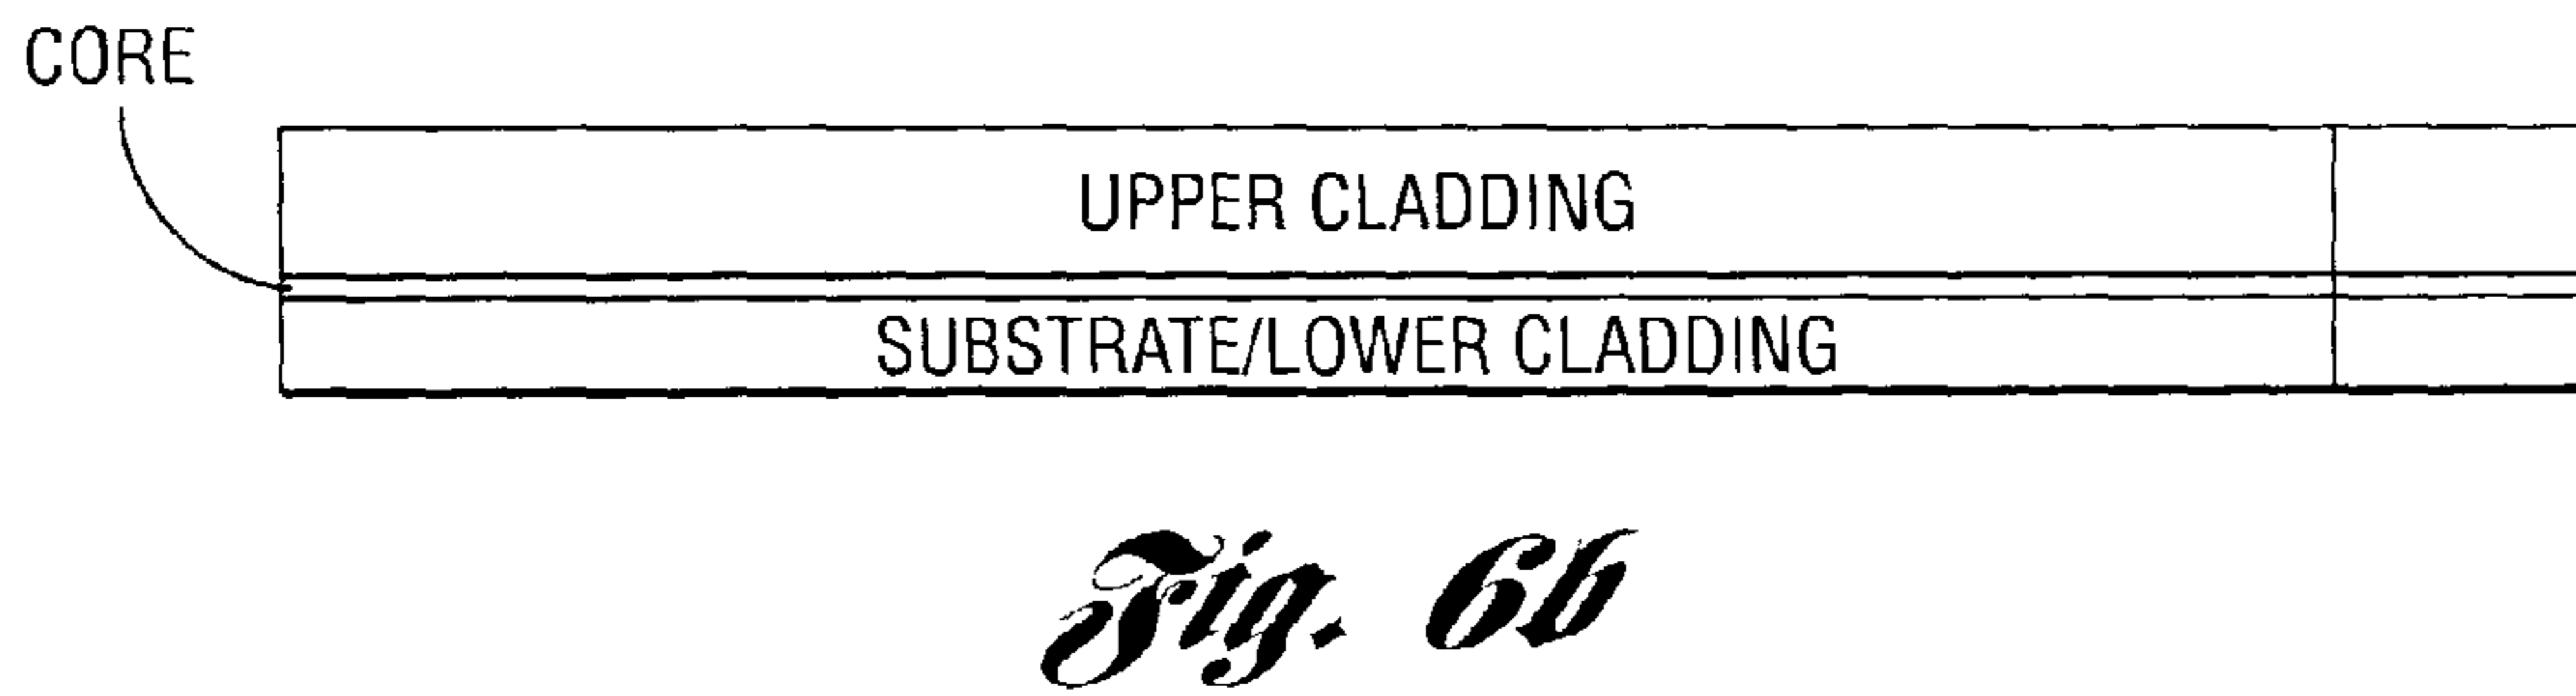 CORE
UPPER CLADDING
SUBSTRATE/LOWER CLADDING
Fig. 6b